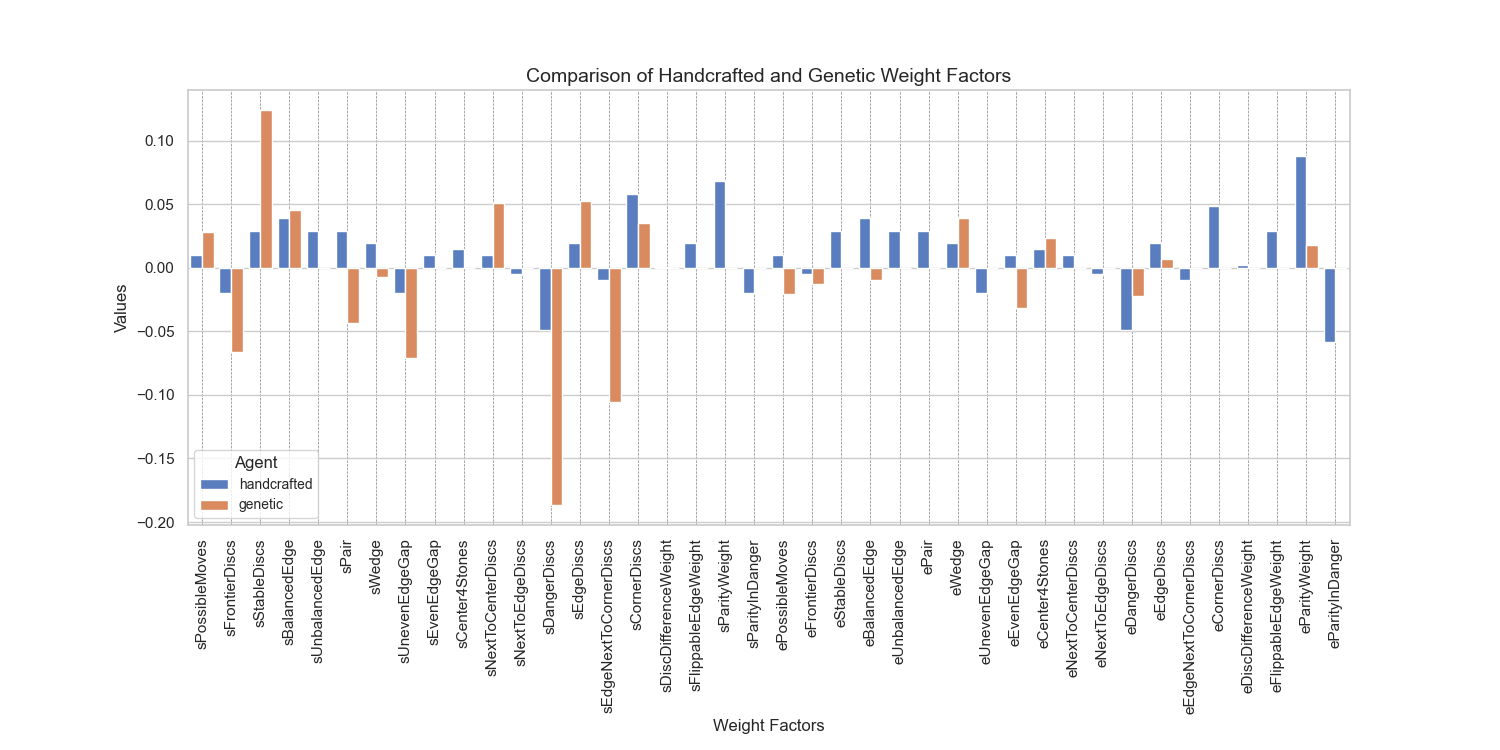 Comparison of Handcrafted and Genetic Weight Factors
Values
0.10
0.05
0.00
−0.05
−0.10
−0.15
−0.20
Agent
handcrafted
genetic
sPossibleMoves
sFrontierDiscs
sStableDiscs
sBalancedEdge
sUnbalancedEdge
sPair
sWedge
sUnevenEdgeGap
sEvenEdgeGap
sCenter4Stones
sNextToCenterDiscs
sNextToEdgeDiscs
sDangerDiscs
sEdgeDiscs
sEdgeNextToCornerDiscs
sCornerDiscs
sDiscDifferenceWeight
sFlippableEdgeWeight
sParityWeight
sParityInDanger
ePossibleMoves
eFrontierDiscs
eStableDiscs
eBalancedEdge
eUnbalancedEdge
ePair
eWedge
eUnevenEdgeGap
eEvenEdgeGap
eCenter4Stones
eNextToCenterDiscs
eNextToEdgeDiscs
eDangerDiscs
eEdgeDiscs
eEdgeNextToCornerDiscs
eCornerDiscs
eDiscDifferenceWeight
eFlippableEdgeWeight
eParityWeight
eParityInDanger
Weight Factors